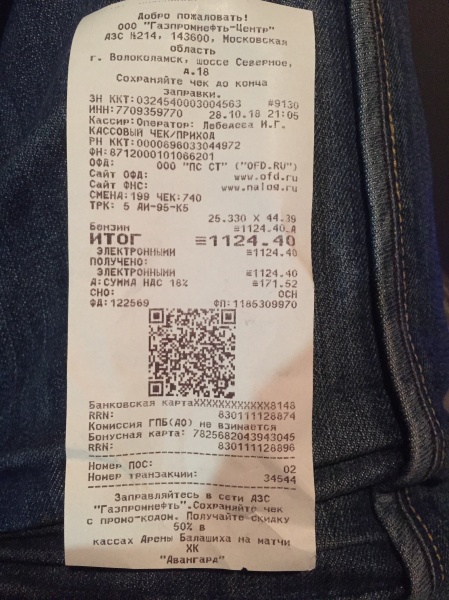 Добро пожаловать!
ООО "Газпромнефть-Центр"
АЗС №214, 143600, Московская
область
г. Волоколамск, шоссе Северное,
д.18
Сохраняйте чек до конца
заправки.
ЗН ККТ:0324540003004563 #9130
ИНН:7709359770 28.10.18 21:05
Кассир:Оператор: Лебедева И.Г.
КАССОВЫЙ ЧЕК/ПРИХОД
РН ККТ:0000696033044972
ФН:8712000101066201
ОФД: ООО "ПС СТ" ("OFD.RU")
Сайт ОФД: www.ofd.ru
Сайт ФНС: www.nalog.ru
СМЕНА:199 ЧЕК:740
ТРК: 5 АИ-95-К5
25.330 X 44.39
Бензин ≡1124.40_А
ИТОГ ≡1124.40
ЭЛЕКТРОННЫМИ ≡1124.40
ПОЛУЧЕНО:
ЭЛЕКТРОННЫМИ ≡1124.40
А:СУММА НДС 18% ≡171.52
СНО: ОСН
ФД:122569 ФП:1185309970
Банковская картаXXXXXXXXXXXX8148
RRN: 830111128874
Комиссия ГПБ(АО) не взимается
Бонусная карта: 7825682043943045
RRN: 830111128896
Номер ПОС: 02
Номер транзакции: 34544
Заправляйтесь в сети АЗС
"Газпромнефть".Сохраняйте чек
с промо-кодом. Получайте скидку
50% в
кассах Арены Балашиха на матчи
ХК
"Авангард"